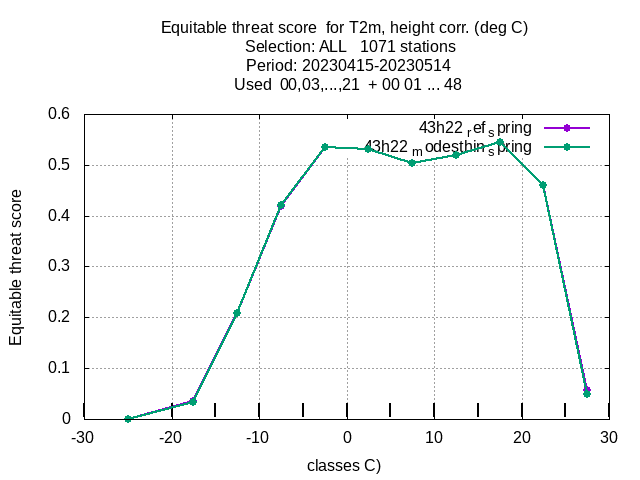 Equitable threat score  for T2m, height corr. (deg C)
Selection: ALL   1071 stations
Period: 20230415-20230514
Used  00,03,...,21  + 00 01 ... 48
43h22 ref spring
43h22 modesthin spring
Equitable threat score
0.6
0.5
0.4
0.3
0.2
0.1
0
-30 -20 -10 0 10 20 30
classes C)